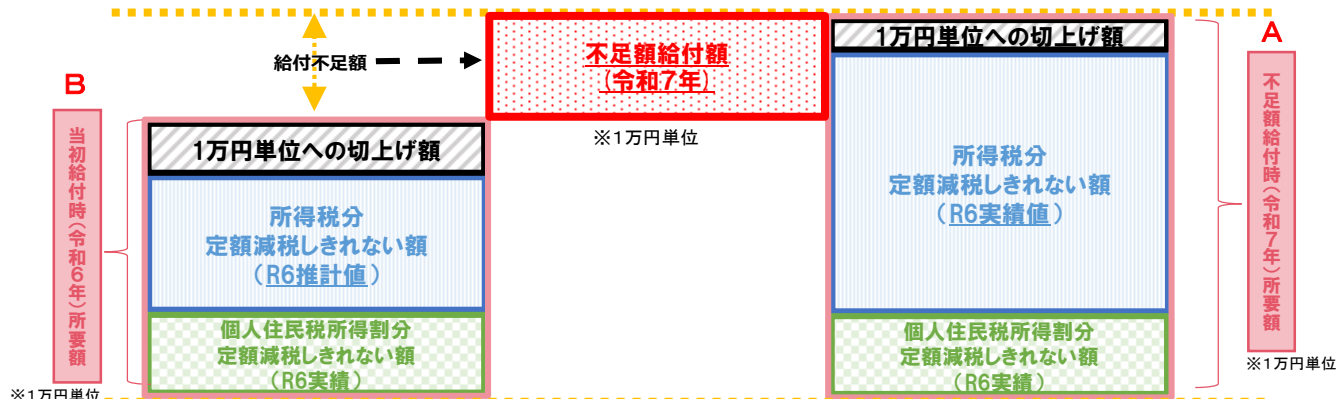 給付不足額
不足額給付額
(令和7年)
※1万円単位
B
当初給付時(令和6年)所要額
※1万円単位
1万円単位への切上げ額
所得税分
定額減税しきれない額
(R6推計値)
個人住民税所得割分
定額減税しきれない額
(R6実績)
1万円単位への切上げ額
所得税分
定額減税しきれない額
(R6実績値)
個人住民税所得割分
定額減税しきれない額
(R6実績)
A
不足額給付時(令和7年)所要額
※1万円単位